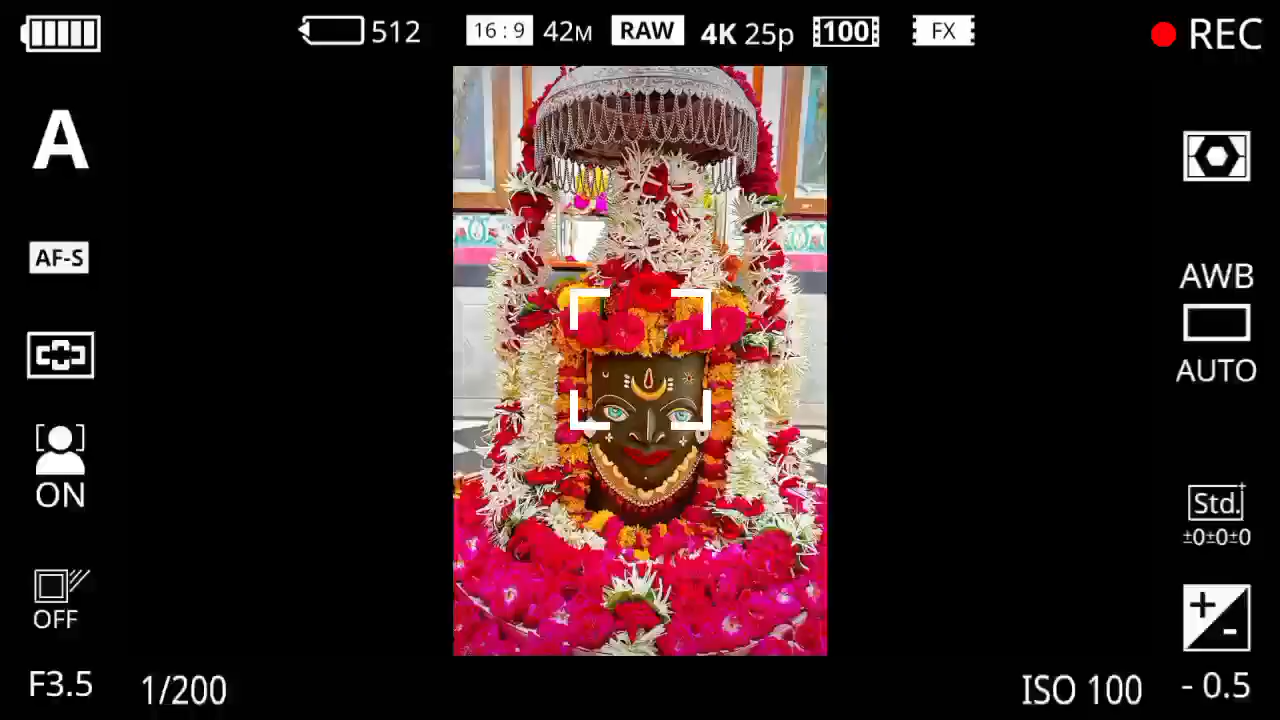 512 16 : 9 42M RAW 4K 25p 100 FX REC
A
AF-S
AWB
AUTO
ON
Std.
±0±0±0
OFF
F3.5 1/200 ISO 100 - 0.5